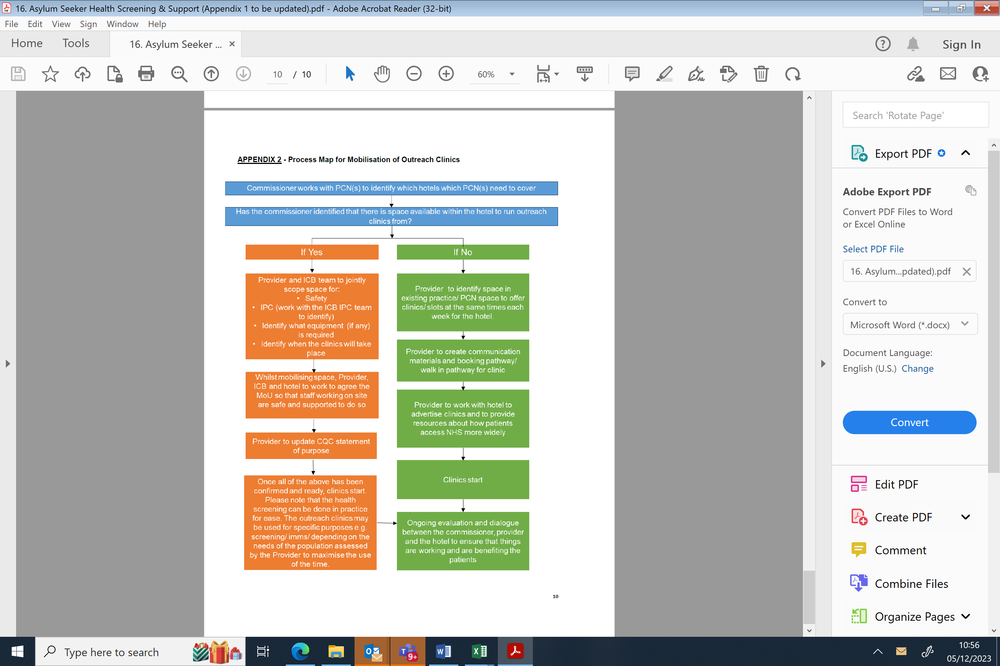 16. Asylum Seeker Health Screening & Support (Appendix 1 to be updated).pdf - Adobe Acrobat Reader (32-bit)
File Edit View Sign Window Help
Home Tools 16. Asylum Seeker ... Sign In
10 / 10 60%
APPENDIX 2 - Process Map for Mobilisation of Outreach Clinics
Commissioner works with PCN(s) to identify which hotels which PCN(s) need to cover
Has the commissioner identified that there is space available within the hotel to run outreach
clinics from?
If Yes
Provider and ICB team to jointly
scope space for:
• Safety
• IPC (work with the ICB IPC team
to identify)
• Identify what equipment (if any)
is required
• Identify when the clinics will take
place
Whilst mobilising space, Provider,
ICB and hotel to work to agree the
MoU so that staff working on site
are safe and supported to do so
Provider to update CQC statement
of purpose
Once all of the above has been
confirmed and ready, clinics start.
Please note that the health
screening can be done in practice
for ease. The outreach clinics may
be used for specific purposes e.g.
screening/ imms/ depending on the
needs of the population assessed
by the Provider to maximise the use
of the time.
If No
Provider to identify space in
existing practice/ PCN space to offer
clinics/ slots at the same times each
week for the hotel.
Provider to create communication
materials and booking pathway/
walk in pathway for clinic
Provider to work with hotel to
advertise clinics and to provide
resources about how patients
access NHS more widely
Clinics start
Ongoing evaluation and dialogue
between the commissioner, provider
and the hotel to ensure that things
are working and are benefiting the
patients
10
Search 'Rotate Page'
Export PDF
Adobe Export PDF
Convert PDF Files to Word
or Excel Online
Select PDF File
16. Asylum...pdated).pdf
Convert to
Microsoft Word (*.docx)
Document Language:
English (U.S.) Change
Convert
Edit PDF
Create PDF
Comment
Combine Files
Organize Pages
Type here to search
9+
10:56
05/12/2023